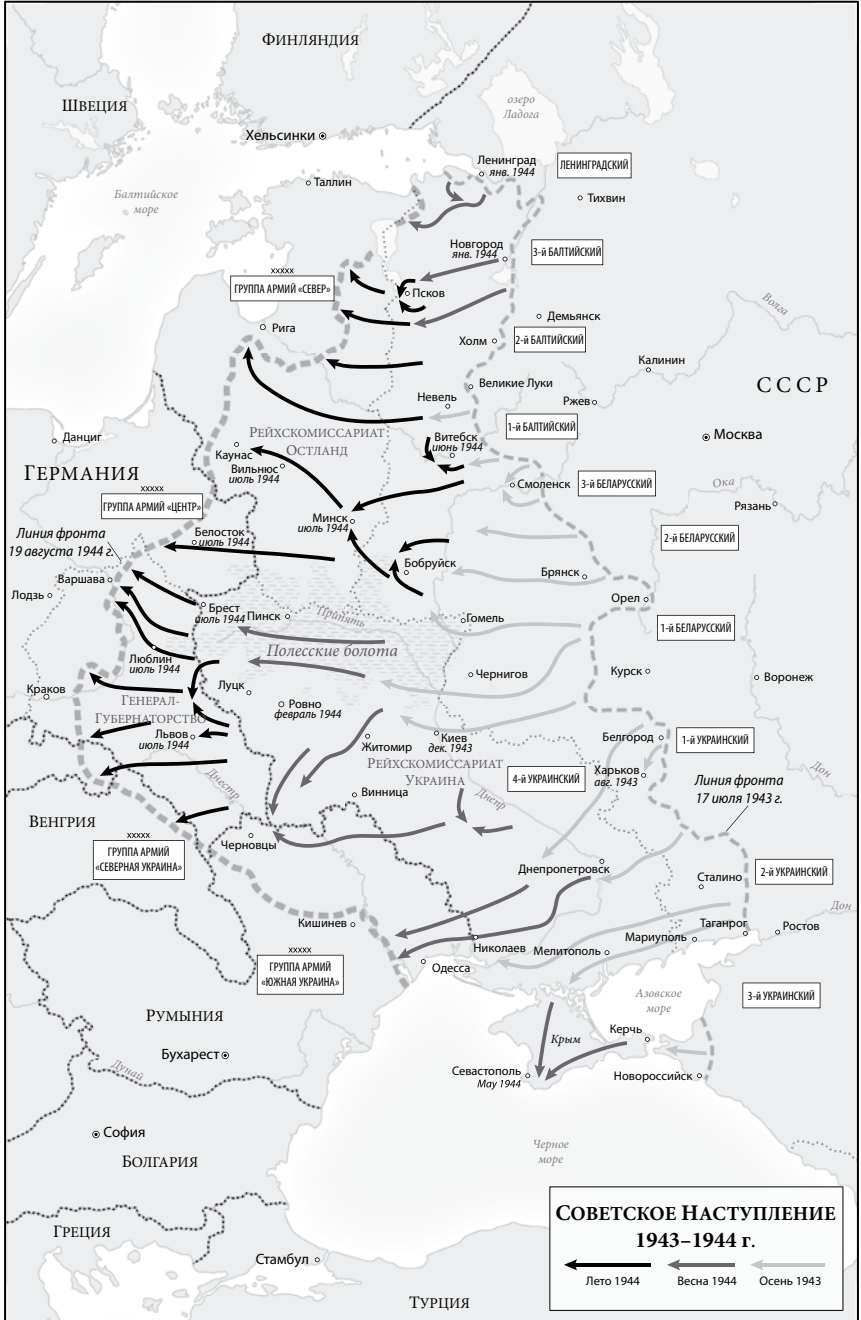 ФИНЛЯНДИЯ
ШВЕЦИЯ
озеро
Ладога
Хельсинки
Ленинград
янв. 1944
ЛЕНИНГРАДСКИЙ
Таллин
Тихвин
Балтийское
море
Новгород
янв. 1944
3-й БАЛТИЙСКИЙ
xxxxx
ГРУППА АРМИЙ «СЕВЕР»
Псков
Волга
Демьянск
Рига
Холм
2-й БАЛТИЙСКИЙ
Калинин
СССР
Великие Луки
Невель
Ржев
1-й БАЛТИЙСКИЙ
Москва
Данциг
РЕЙХСКОМИССАРИАТ
ОСТЛАНД
Витебск
июнь 1944
Каунас
Вильнюс
июль 1944
ГЕРМАНИЯ
Смоленск
3-й БЕЛАРУССКИЙ
Ока
Рязань
xxxxx
ГРУППА АРМИЙ «ЦЕНТР»
Минск
июль 1944
Линия фронта
19 августа 1944 г.
Белосток
июль 1944
2-й БЕЛАРУССКИЙ
Варшава
Бобруйск
Брянск
Лодзь
Орел
Брест
июль 1944
Пинск
Припять
Гомель
1-й БЕЛАРУССКИЙ
Полесские болота
Люблин
июль 1944
Чернигов
Курск
Воронеж
Краков
Луцк
ГЕНЕРАЛ-
ГУБЕРНАТОРСТВО
Ровно
февраль 1944
Львов
июль 1944
Киев
дек. 1943
Житомир
Белгород
1-й УКРАИНСКИЙ
РЕЙХСКОМИССАРИАТ
УКРАИНА
4-й УКРАИНСКИЙ
Харьков
авг. 1943
Дон
Линия фронта
17 июля 1943 г.
Днестр
Винница
Днепр
ВЕНГРИЯ
xxxxx
ГРУППА АРМИЙ
«СЕВЕРНАЯ УКРАИНА»
Черновцы
Днепропетровск
2-й УКРАИНСКИЙ
Сталино
Дон
Кишинев
Таганрог
Ростов
Мариуполь
Николаев
Мелитополь
xxxxx
ГРУППА АРМИЙ
«ЮЖНАЯ УКРАИНА»
Одесса
Азовское
море
3-й УКРАИНСКИЙ
РУМЫНИЯ
Керчь
Крым
Бухарест
Дунай
Севастополь
May 1944
Новороссийск
София
БОЛГАРИЯ
Черное
море
ГРЕЦИЯ
Стамбул
ТУРЦИЯ
СОВЕТСКОЕ НАСТУПЛЕНИЕ
1943–1944 г.
Лето 1944
Весна 1944
Осень 1943